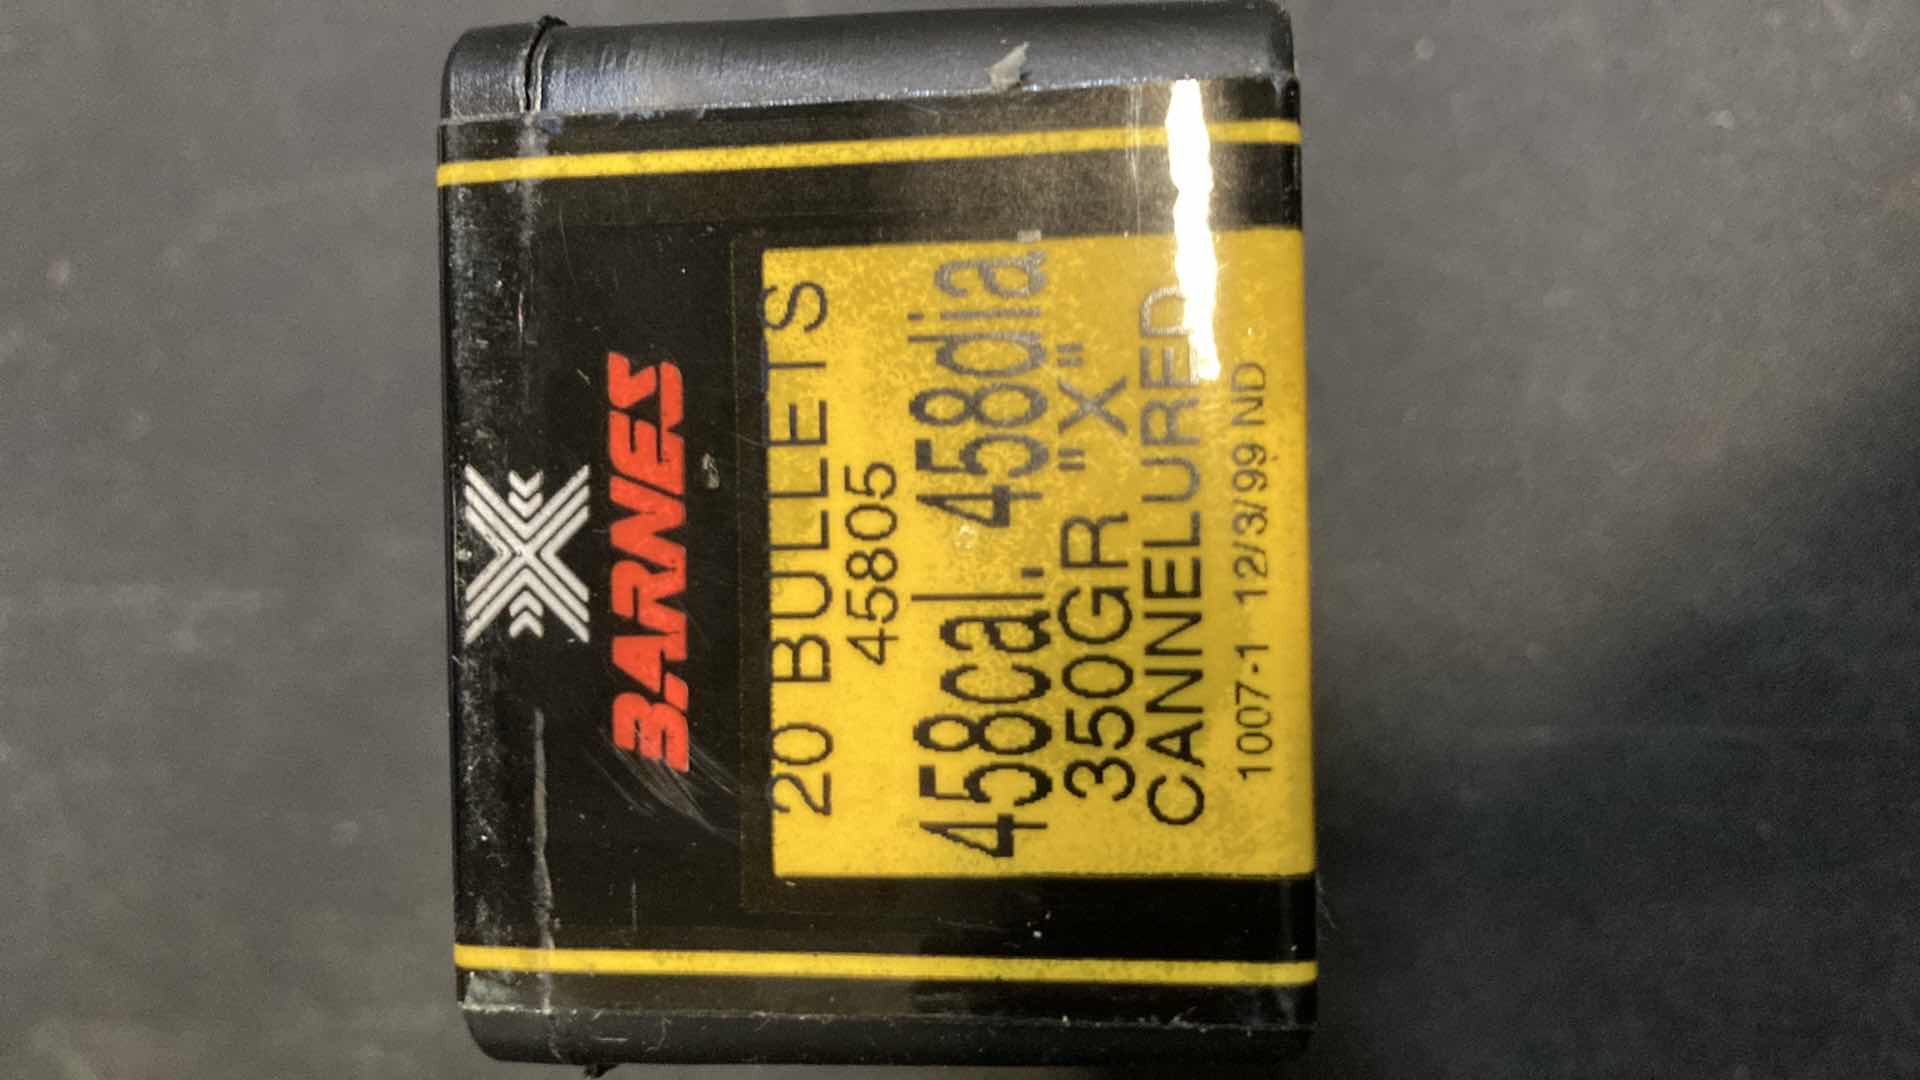 BARNES
20 BULLETS
45805
458cal. 458dia
350GR "X"
CANNELURED
1007-1 12/3/99 ND